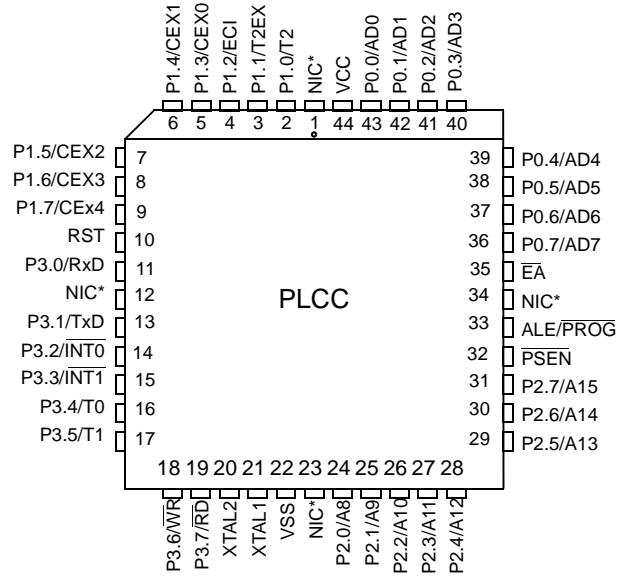 P1.4/CEX1
P1.3/CEX0
P1.2/ECI
P1.1/T2EX
P1.0/T2
NIC*
VCC
P0.0/AD0
P0.1/AD1
P0.2/AD2
P0.3/AD3
6 5 4 3 2 1 44 43 42 41 40
P1.5/CEX2 7
P1.6/CEX3 8
P1.7/CEx4 9
RST 10
P3.0/RxD 11
NIC* 12
P3.1/TxD 13
P3.2/INT0 14
P3.3/INT1 15
P3.4/T0 16
P3.5/T1 17
PLCC
39 P0.4/AD4
38 P0.5/AD5
37 P0.6/AD6
36 P0.7/AD7
35 EA
34 NIC*
33 ALE/PROG
32 PSEN
31 P2.7/A15
30 P2.6/A14
29 P2.5/A13
18 19 20 21 22 23 24 25 26 27 28
P3.6/WR
P3.7/RD
XTAL2
XTAL1
VSS
NIC*
P2.0/A8
P2.1/A9
P2.2/A10
P2.3/A11
P2.4/A12